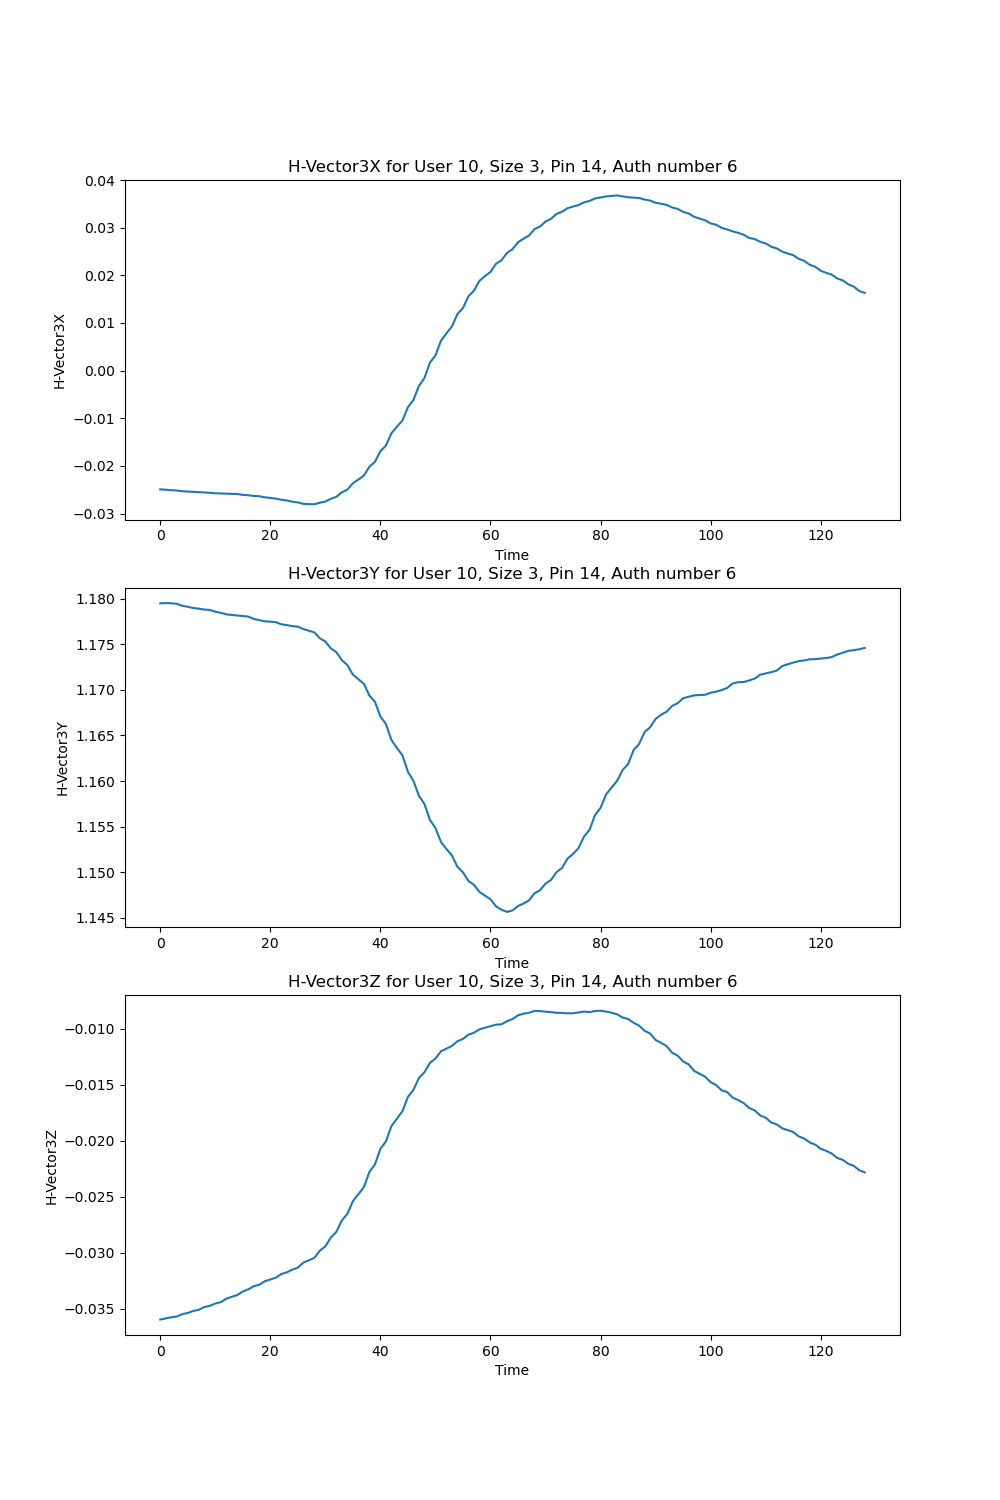 H-Vector3X for User 10, Size 3, Pin 14, Auth number 6
0.04
0.03
0.02
0.01
0.00
−0.01
−0.02
−0.03
H-Vector3X
0 20 40 60 80 100 120
Time
H-Vector3Y for User 10, Size 3, Pin 14, Auth number 6
1.180
1.175
1.170
1.165
1.160
1.155
1.150
1.145
H-Vector3Y
0 20 40 60 80 100 120
Time
H-Vector3Z for User 10, Size 3, Pin 14, Auth number 6
−0.010
−0.015
−0.020
−0.025
−0.030
−0.035
H-Vector3Z
0 20 40 60 80 100 120
Time